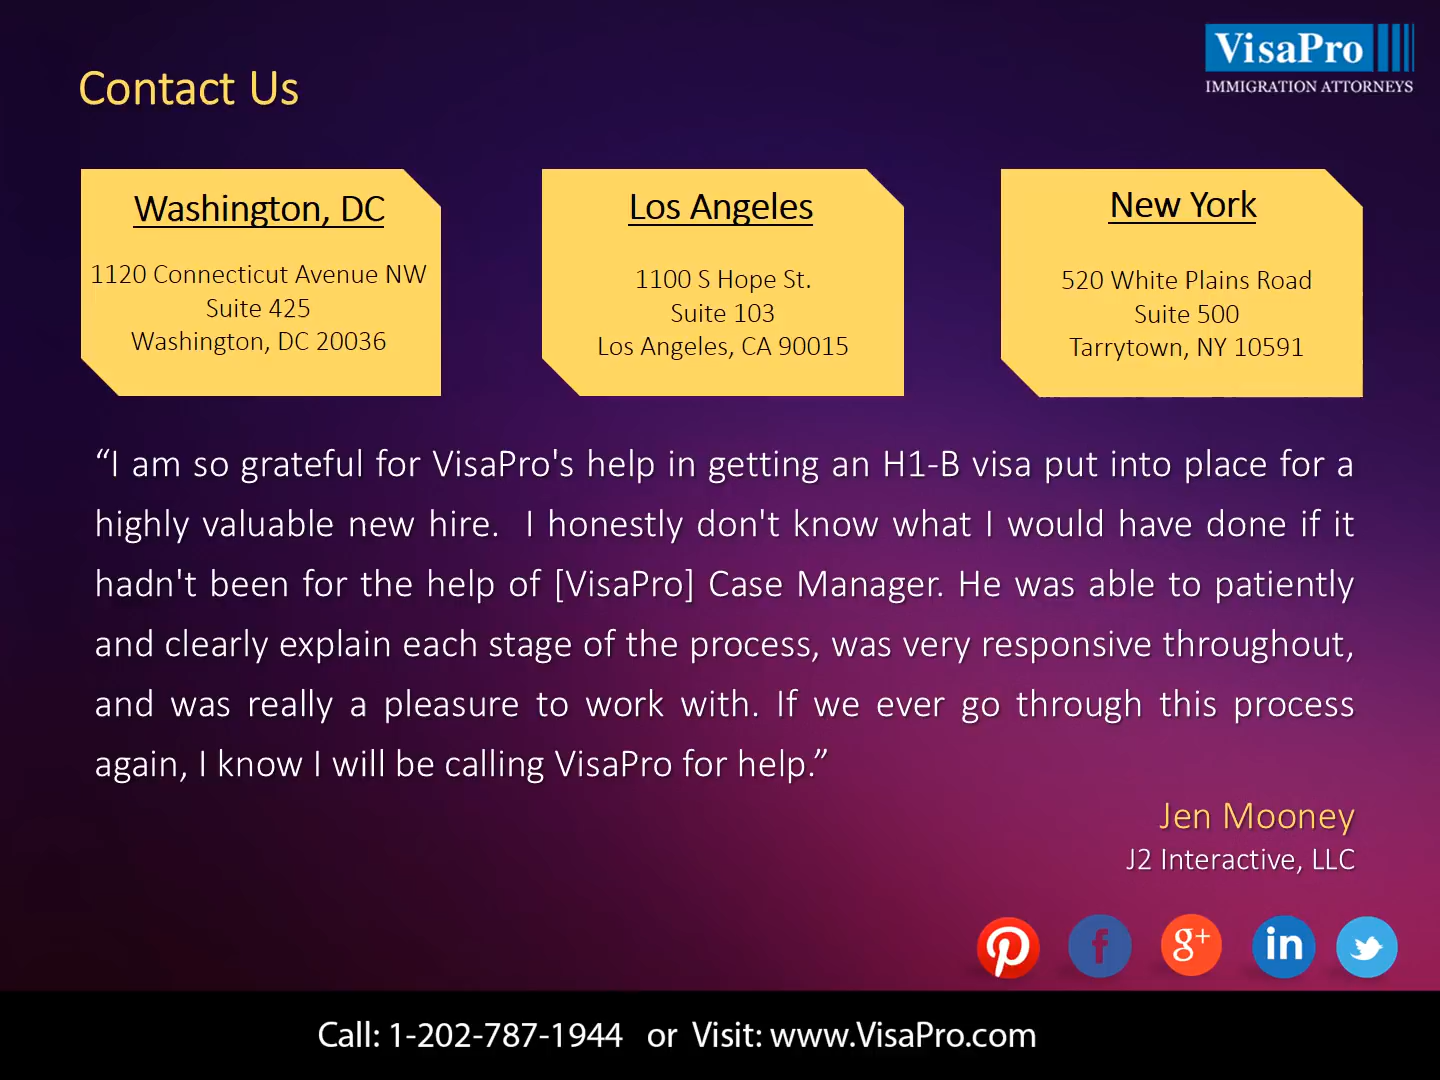 VisaPro
IMMIGRATION ATTORNEYS
Contact Us
Washington, DC
1120 Connecticut Avenue NW
Suite 425
Washington, DC 20036
Los Angeles
1100 S Hope St.
Suite 103
Los Angeles, CA 90015
New York
520 White Plains Road
Suite 500
Tarrytown, NY 10591
“I am so grateful for VisaPro's help in getting an H1-B visa put into place for a
highly valuable new hire.  I honestly don't know what I would have done if it
hadn't been for the help of [VisaPro] Case Manager. He was able to patiently
and clearly explain each stage of the process, was very responsive throughout,
and was really a pleasure to work with. If we ever go through this process
again, I know I will be calling VisaPro for help.”
Jen Mooney
J2 Interactive, LLC
f g+ in
Call: 1-202-787-1944   or  Visit: www.VisaPro.com